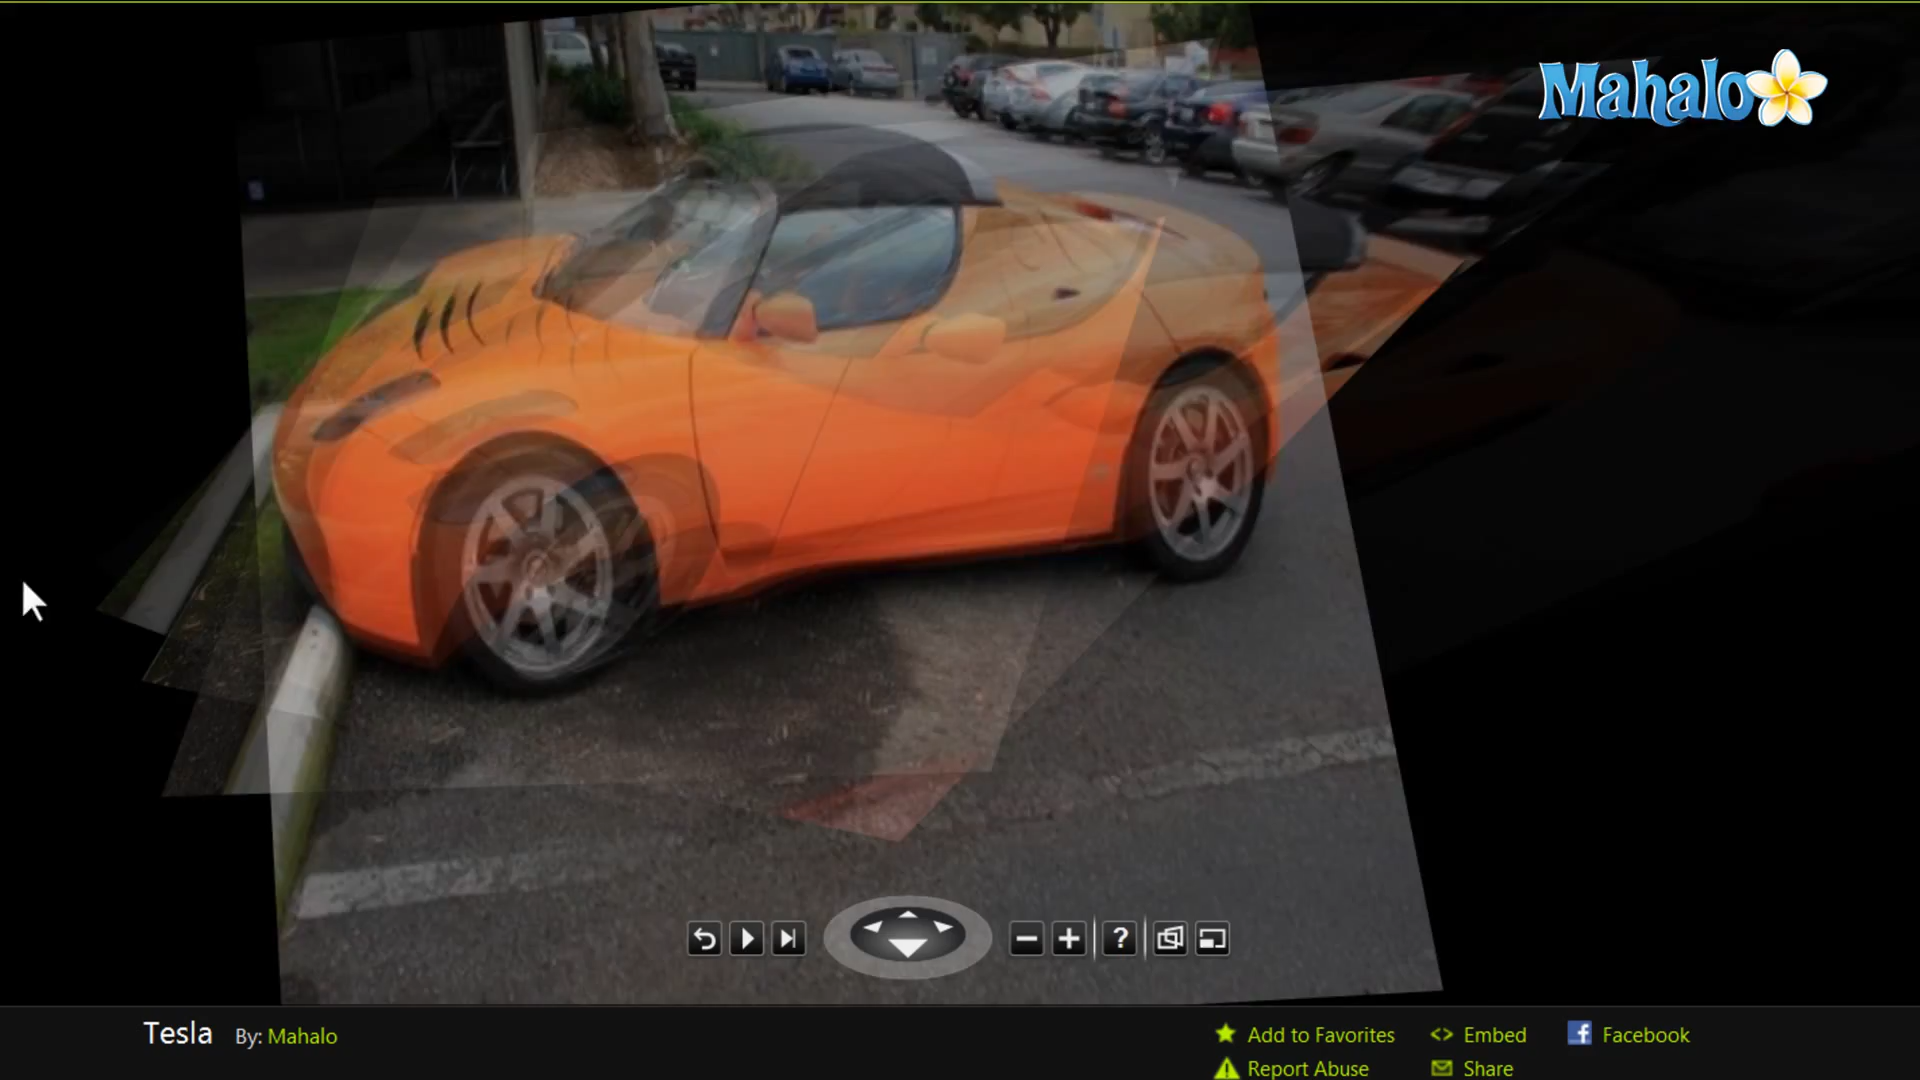 Mahalo
?
Tesla By: Mahalo
Add to Favorites Embed Facebook
Report Abuse Share